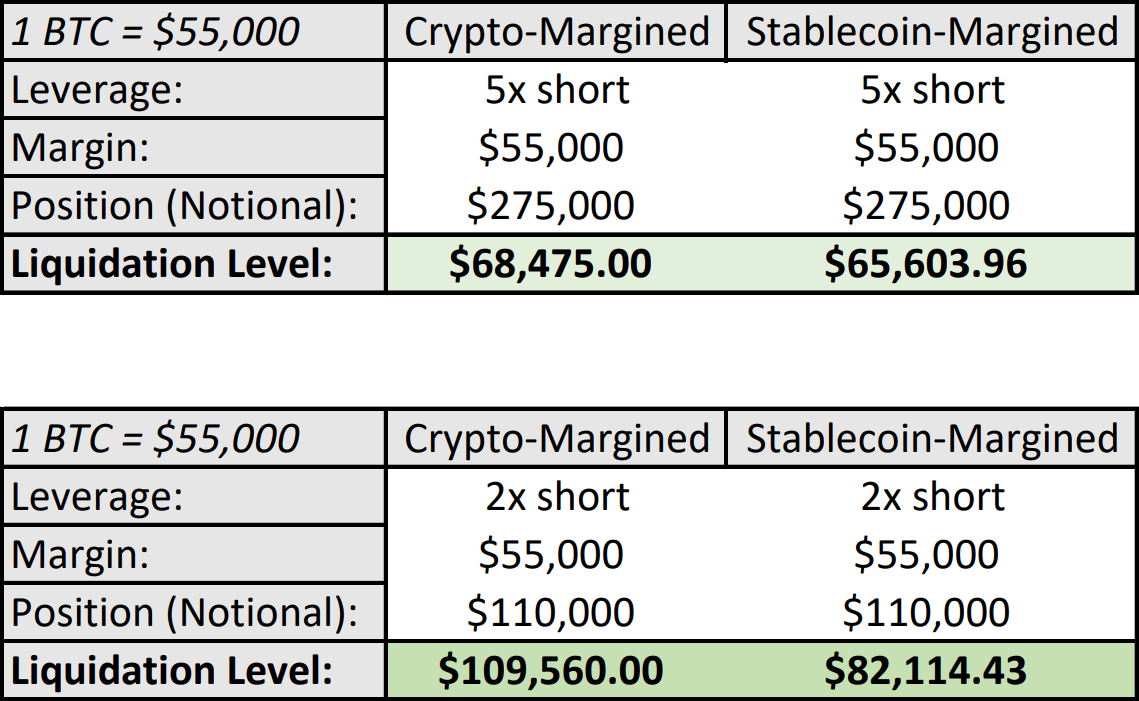 1 BTC = $55,000 Crypto-Margined Stablecoin-Margined
Leverage: 5x short 5x short
Margin: $55,000 $55,000
Position (Notional): $275,000 $275,000
Liquidation Level: $68,475.00 $65,603.96
1 BTC = $55,000 Crypto-Margined Stablecoin-Margined
Leverage: 2x short 2x short
Margin: $55,000 $55,000
Position (Notional): $110,000 $110,000
Liquidation Level: $109,560.00 $82,114.43